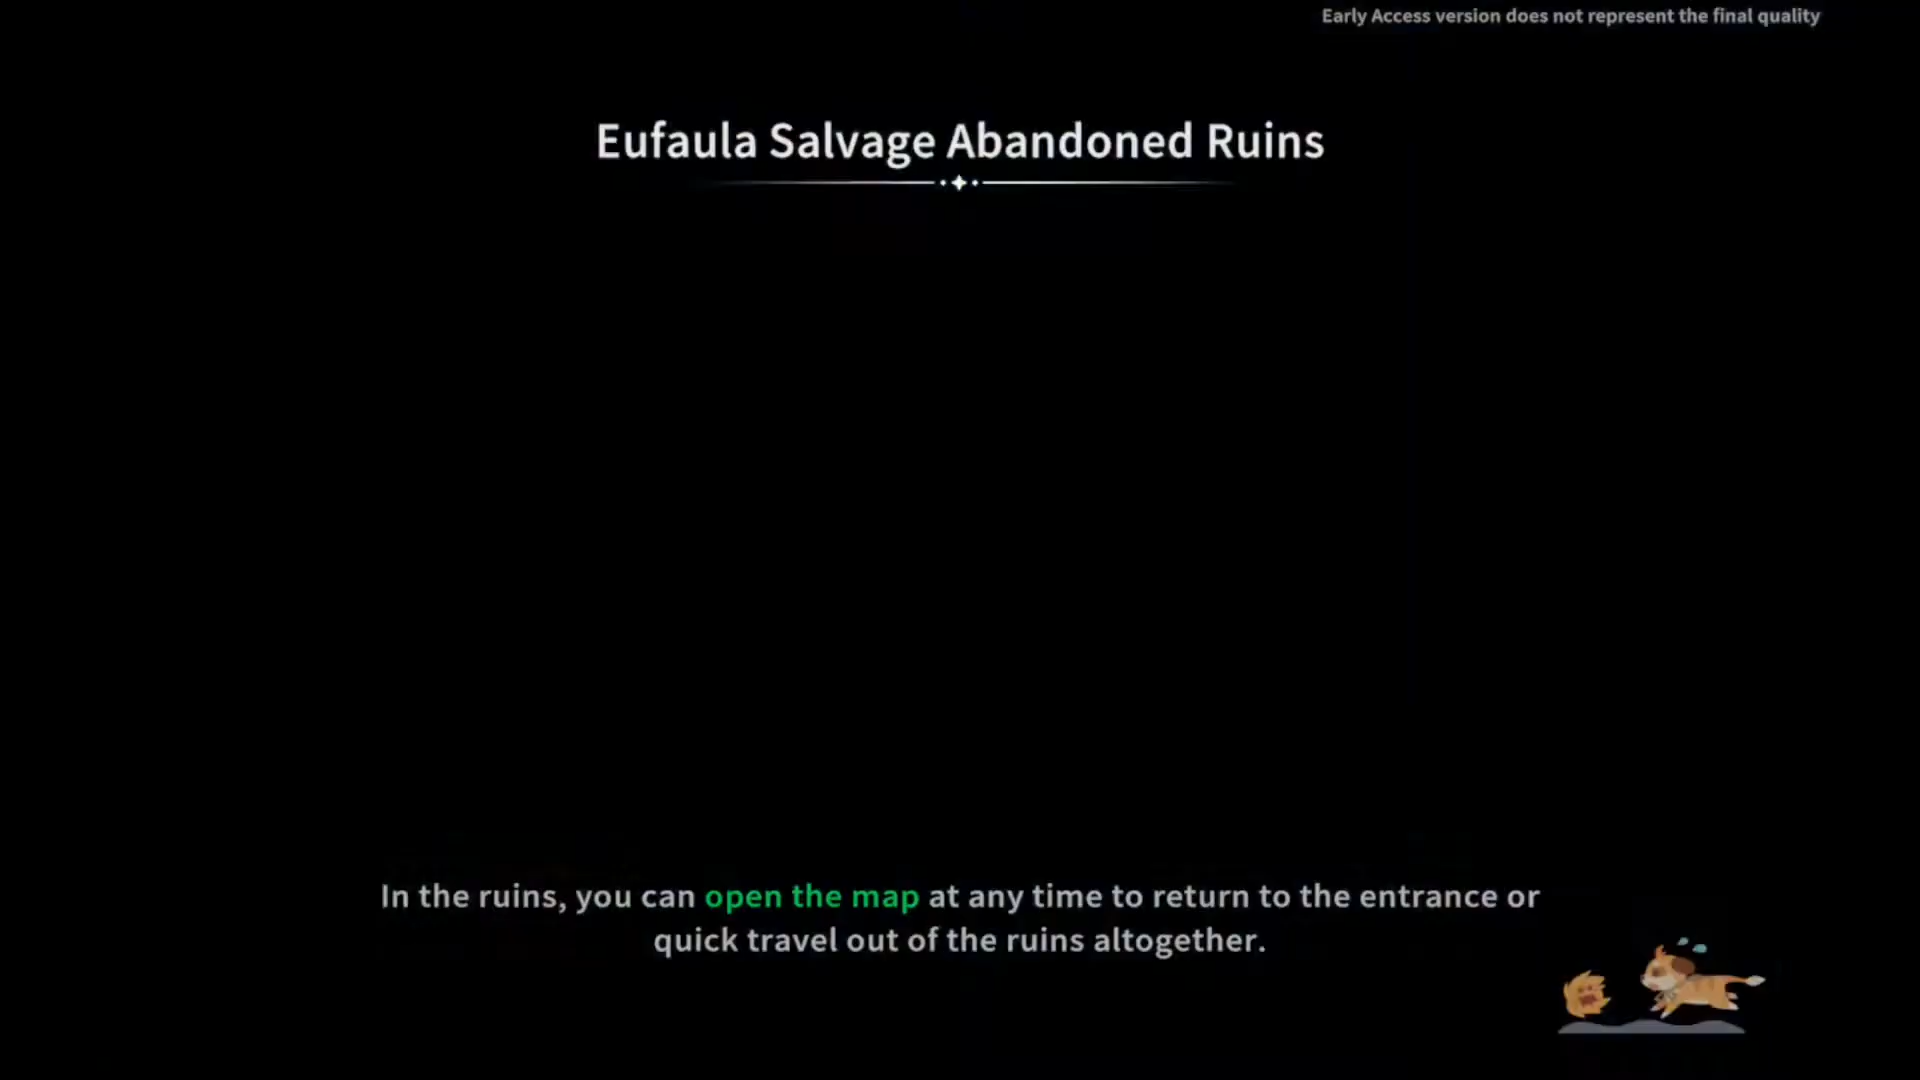 Early Access version does not represent the final quality
Eufaula Salvage Abandoned Ruins
In the ruins, you can open the map at any time to return to the entrance or
quick travel out of the ruins altogether.